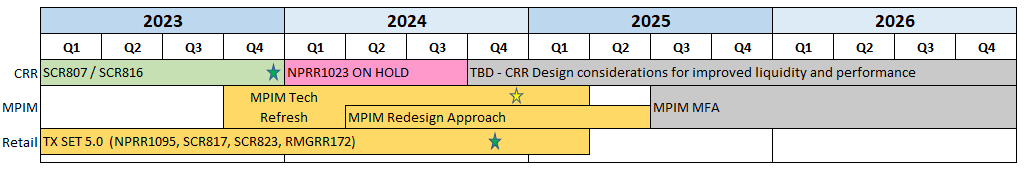 2023 2024 2025 2026
Q1 Q2 Q3 Q4 Q1 Q2 Q3 Q4 Q1 Q2 Q3 Q4 Q1 Q2 Q3 Q4
CRR SCR807 / SCR816 NPRR1023 ON HOLD TBD - CRR Design considerations for improved liquidity and performance
MPIM Tech
MPIM MPIM MFA
Refresh MPIM Redesign Approach
Retail TX SET 5.0 (NPRR1095, SCR817, SCR823, RMGRR172)